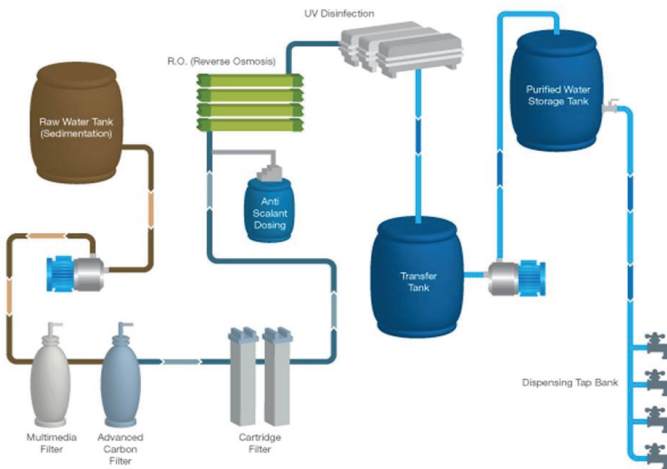 UV Disinfection
R.O. (Reverse Osmosis)
Raw Water Tank
(Sedimentation)
Purified Water
Storage Tank
Anti
Scalant
Dosing
Transfer
Tank
Dispensing Tap Bank
Multimedia
Filter
Advanced
Carbon
Filter
Cartridge
Filter